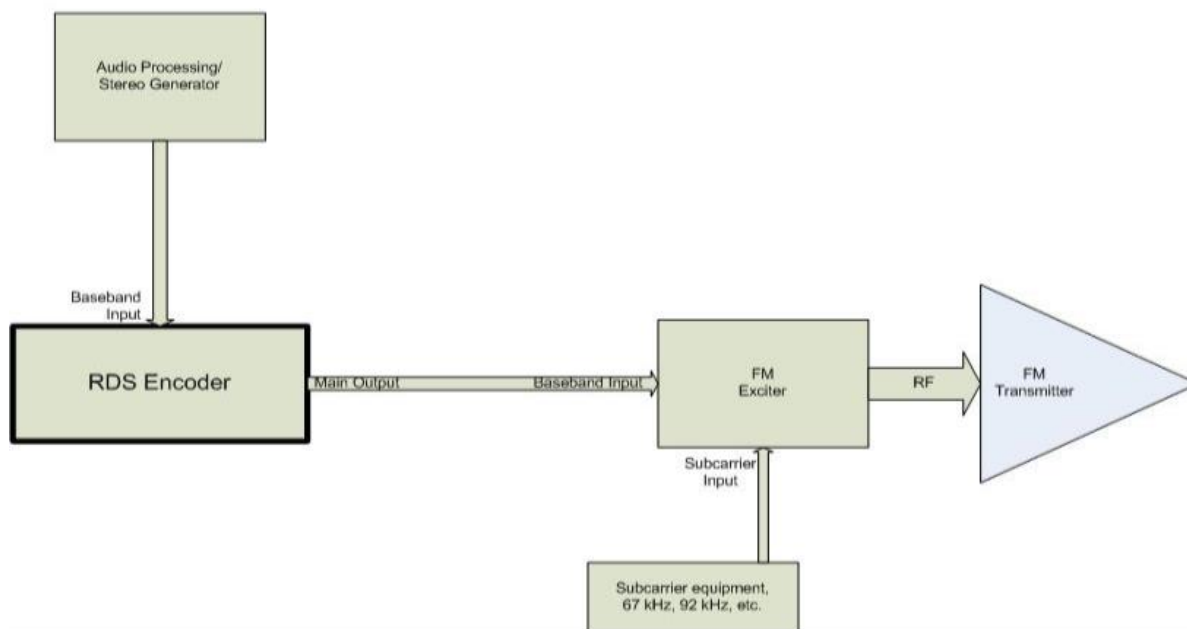 Audio Processing/
Stereo Generator
Baseband
Input
RDS Encoder
Main Output
Baseband Input
FM
Exciter
RF
FM
Transmitter
Subcarrier
Input
Subcarrier equipment,
67 kHz, 92 kHz, etc.